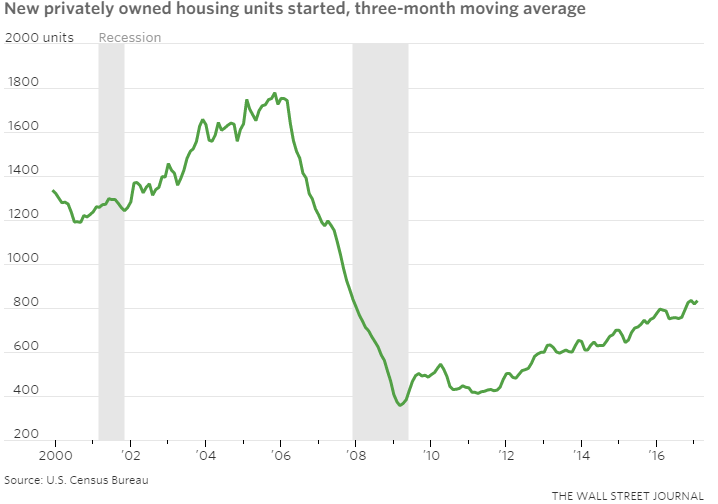 New privately owned housing units started, three-month moving average
2000 units Recession
1800
1600
1400
1200
1000
800
600
400
200
2000 ’02 ’04 ’06 ’08 ’10 ’12 ’14 ’16
Source: U.S. Census Bureau
THE WALL STREET JOURNAL